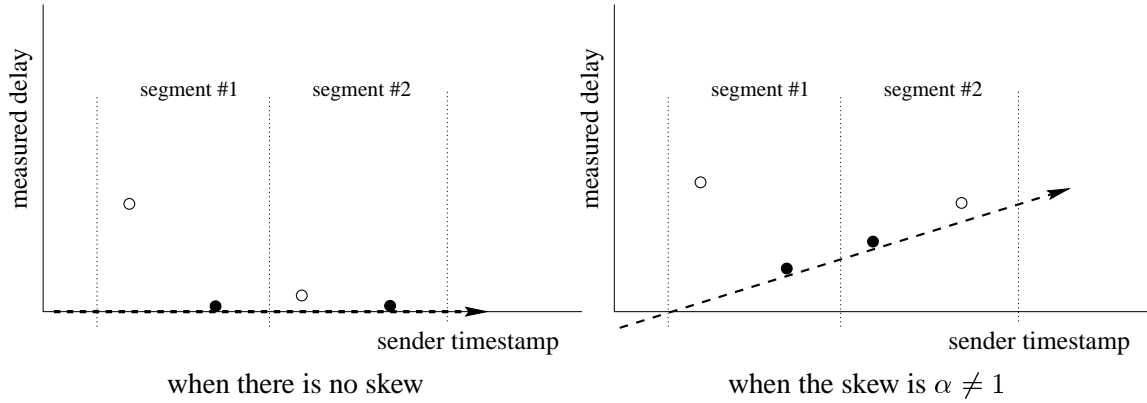 measured delay
segment #1
segment #2
sender timestamp
when there is no skew
measured delay
segment #1
segment #2
sender timestamp
when the skew is α ≠ 1